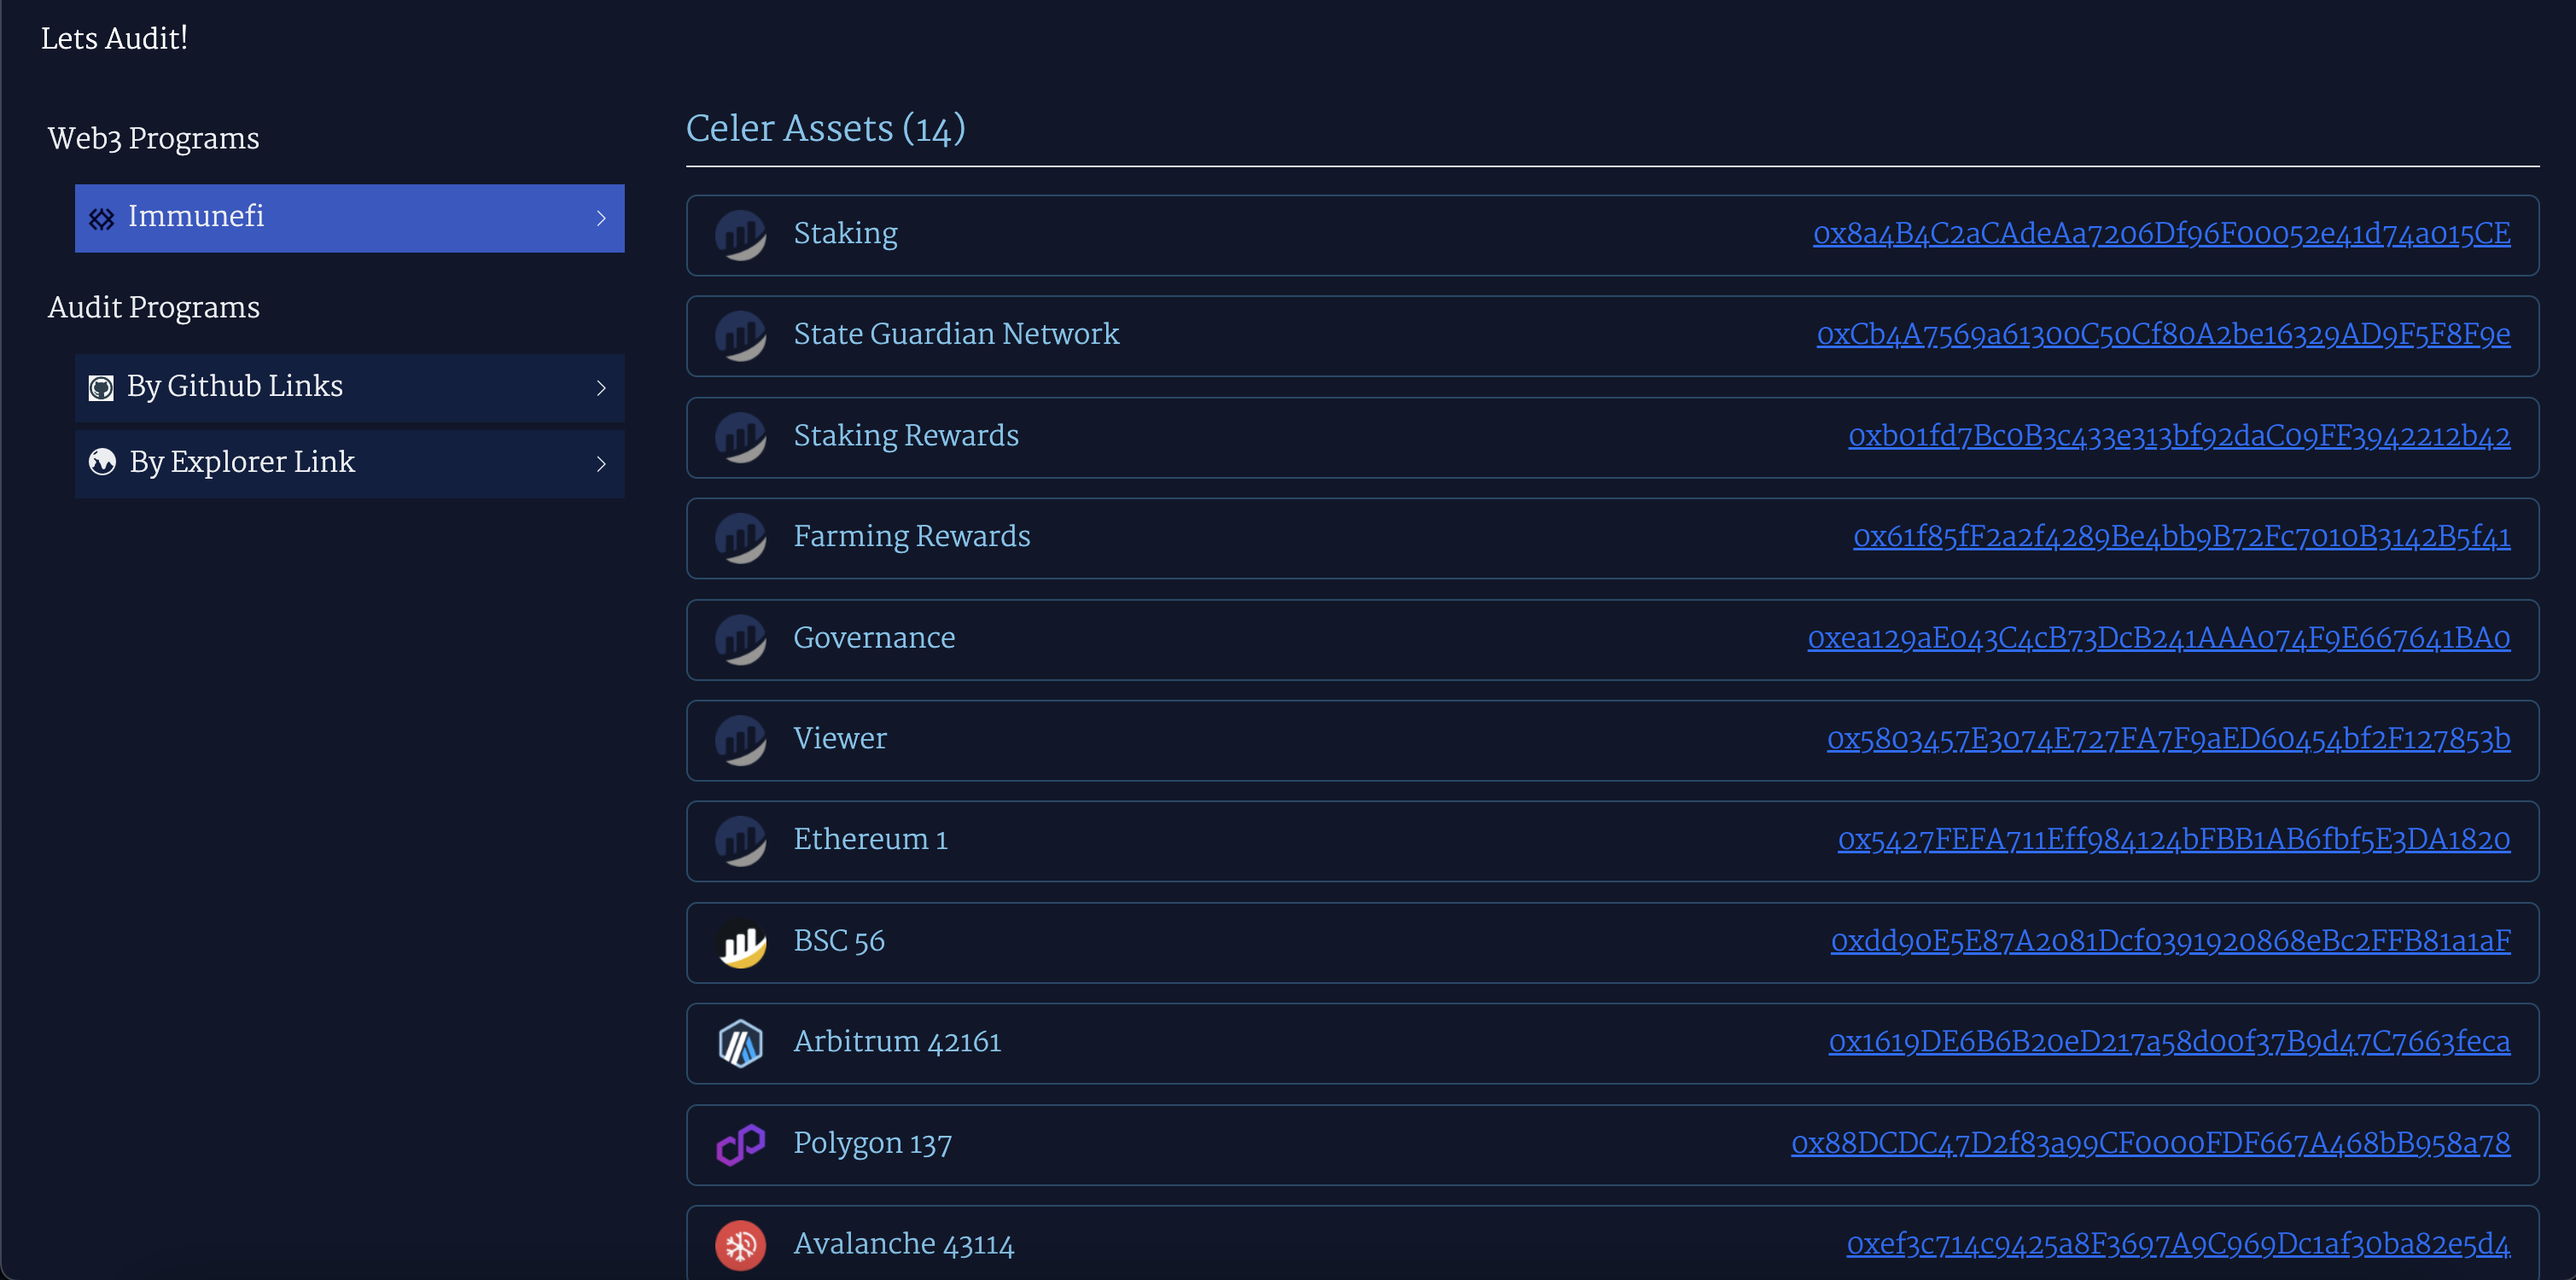 Lets Audit!
Web3 Programs
Immunefi
Audit Programs
By Github Links
By Explorer Link
Celer Assets (14)
Staking 0x8a4B4C2aCAdeAa7206Df96F00052e41d74a015CE
State Guardian Network 0xCb4A7569a61300C50Cf80A2be16329AD9F5F8F9e
Staking Rewards 0xb01fd7Bc0B3c433e313bf92daC09FF3942212b42
Farming Rewards 0x61f85fF2a2f4289Be4bb9B72Fc7010B3142B5f41
Governance 0xea129aE043C4cB73DcB241AAA074F9E667641BA0
Viewer 0x5803457E3074E727FA7F9aED60454bf2F127853b
Ethereum 1 0x5427FEFA711Eff984124bFBB1AB6fbf5E3DA1820
BSC 56 0xdd90E5E87A2081Dcf0391920868eBc2FFB81a1aF
Arbitrum 42161 0x1619DE6B6B20eD217a58d00f37B9d47C7663feca
Polygon 137 0x88DCDC47D2f83a99CF0000FDF667A468bB958a78
Avalanche 43114 0xef3c714c9425a8F3697A9C969Dc1af30ba82e5d4